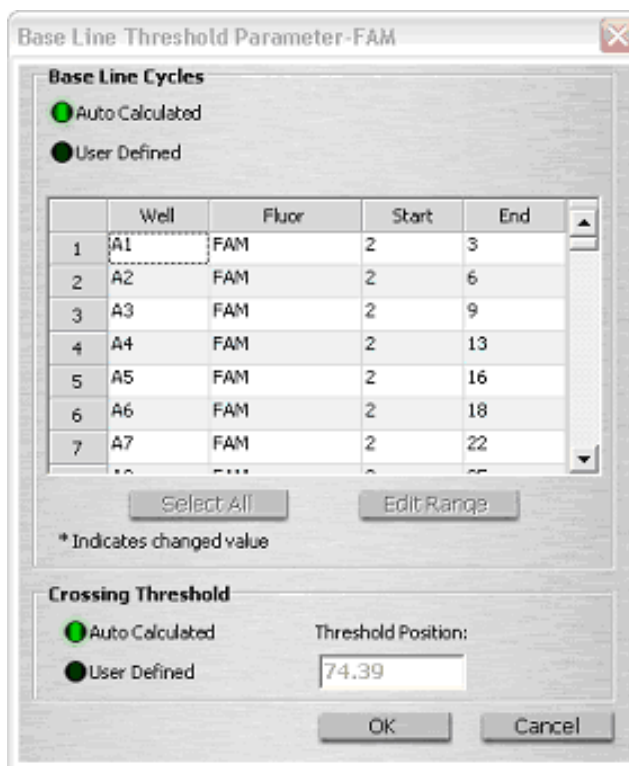 Base Line Threshold Parameter-FAM
Base Line Cycles
Auto Calculated
User Defined
Well Fluor Start End
1 A1 FAM 2 3
2 A2 FAM 2 6
3 A3 FAM 2 9
4 A4 FAM 2 13
5 A5 FAM 2 16
6 A6 FAM 2 18
7 A7 FAM 2 22
Select All Edit Range
* Indicates changed value
Crossing Threshold
Auto Calculated Threshold Position:
User Defined 74.39
OK Cancel